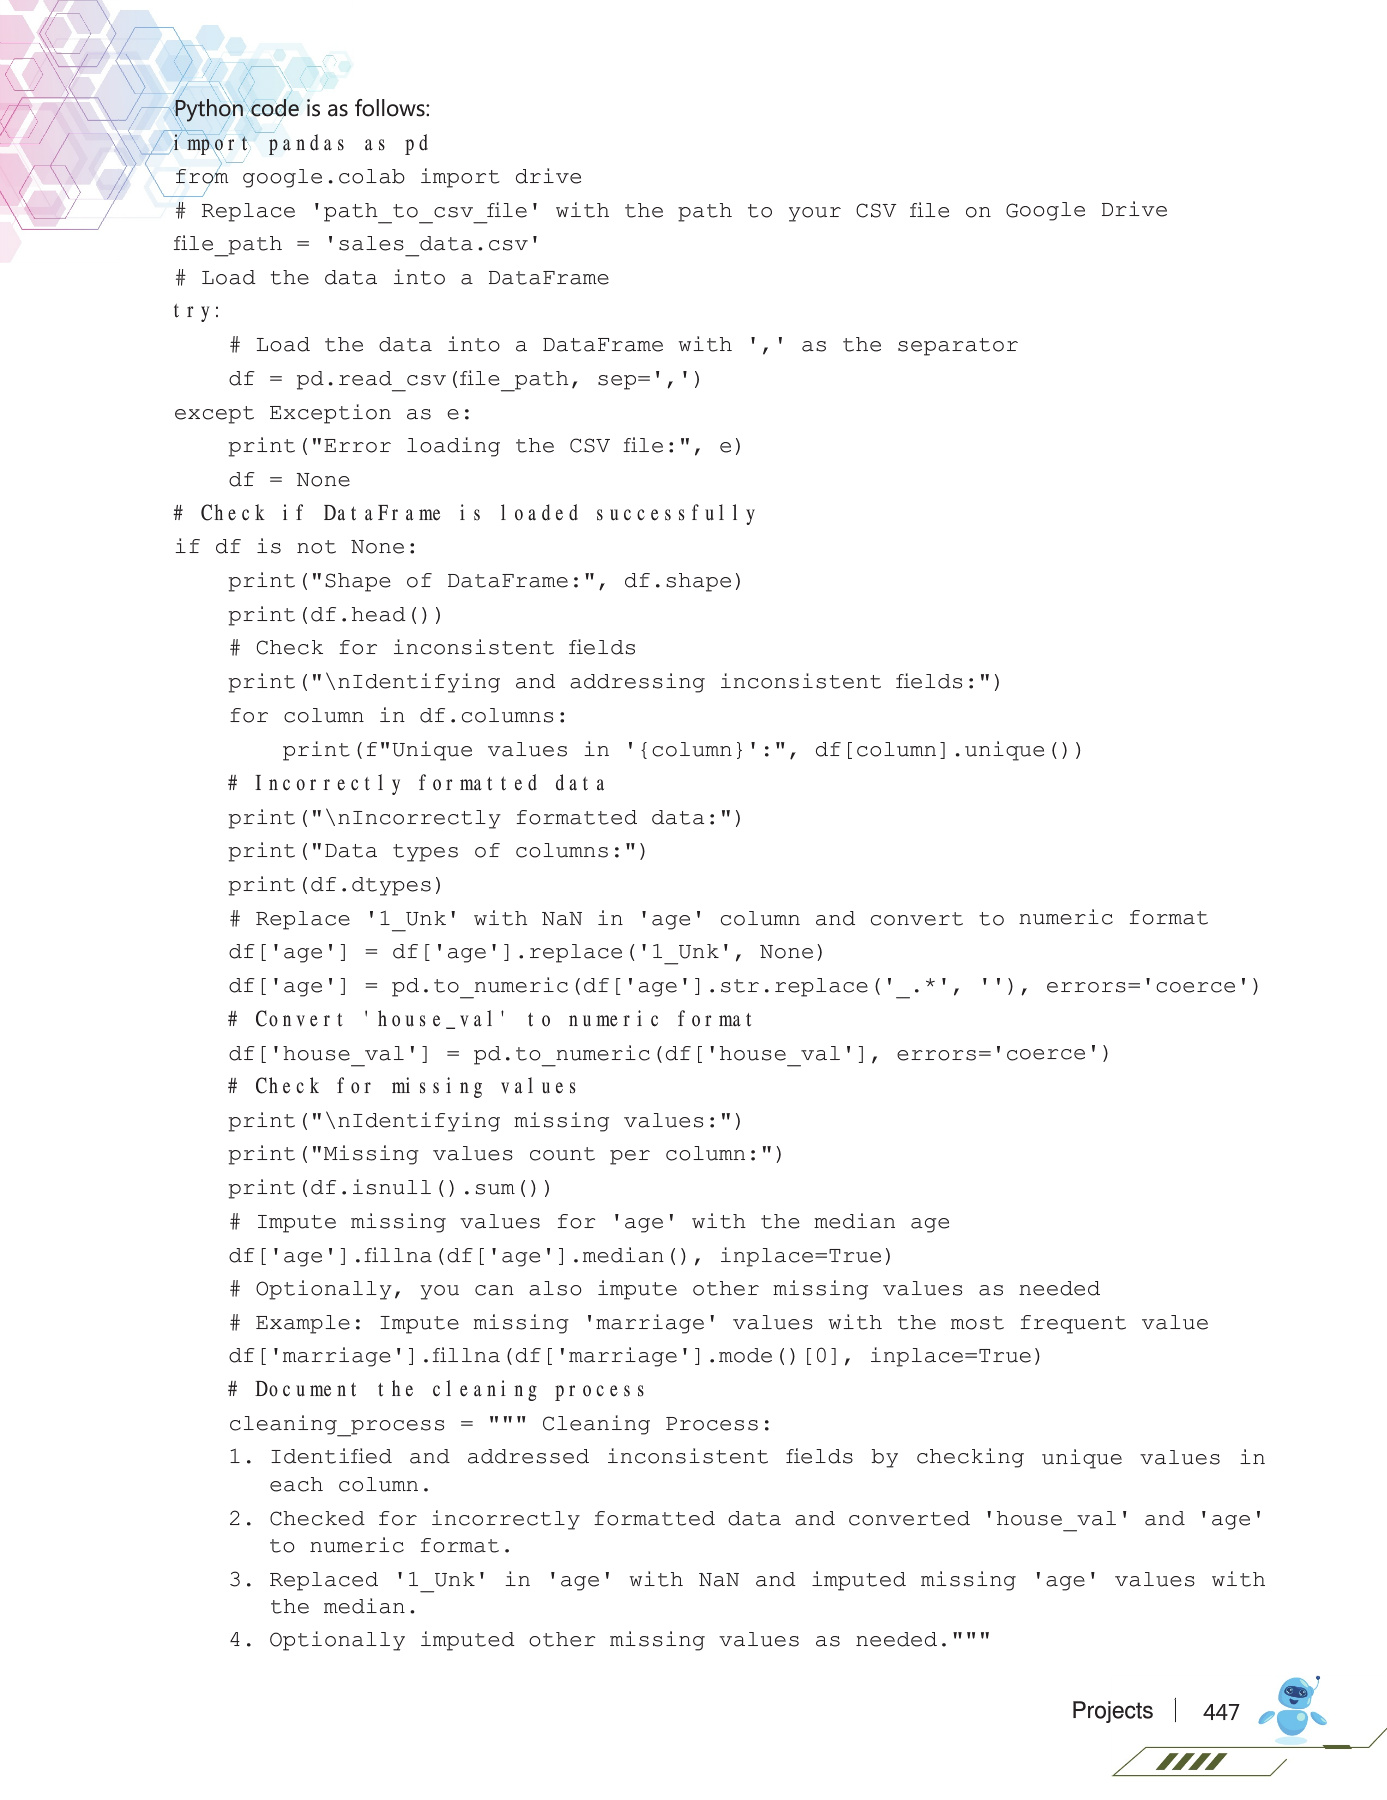 Python code is as follows:
import pandas as pd
from google.colab import drive
# Replace 'path_to_csv_file' with the path to your CSV file on Google Drive
file_path = 'sales_data.csv'
# Load the data into a DataFrame
try:
    # Load the data into a DataFrame with ',' as the separator
    df = pd.read_csv(file_path, sep=',')
except Exception as e:
    print("Error loading the CSV file:", e)
    df = None
# Check if DataFrame is loaded successfully
if df is not None:
    print("Shape of DataFrame:", df.shape)
    print(df.head())
    # Check for inconsistent fields
    print("\nIdentifying and addressing inconsistent fields:")
    for column in df.columns:
        print(f"Unique values in '{column}':", df[column].unique())
    # Incorrectly formatted data
    print("\nIncorrectly formatted data:")
    print("Data types of columns:")
    print(df.dtypes)
    # Replace '1_Unk' with NaN in 'age' column and convert to numeric format
    df['age'] = df['age'].replace('1_Unk', None)
    df['age'] = pd.to_numeric(df['age'].str.replace('_.*', ''), errors='coerce')
    # Convert 'house_val' to numeric format
    df['house_val'] = pd.to_numeric(df['house_val'], errors='coerce')
    # Check for missing values
    print("\nIdentifying missing values:")
    print("Missing values count per column:")
    print(df.isnull().sum())
    # Impute missing values for 'age' with the median age
    df['age'].fillna(df['age'].median(), inplace=True)
    # Optionally, you can also impute other missing values as needed
    # Example: Impute missing 'marriage' values with the most frequent value
    df['marriage'].fillna(df['marriage'].mode()[0], inplace=True)
    # Document the cleaning process
    cleaning_process = """ Cleaning Process:
    1. Identified and addressed inconsistent fields by checking unique values in
       each column.
    2. Checked for incorrectly formatted data and converted 'house_val' and 'age'
       to numeric format.
    3. Replaced '1_Unk' in 'age' with NaN and imputed missing 'age' values with
       the median.
    4. Optionally imputed other missing values as needed."""
Projects | 447